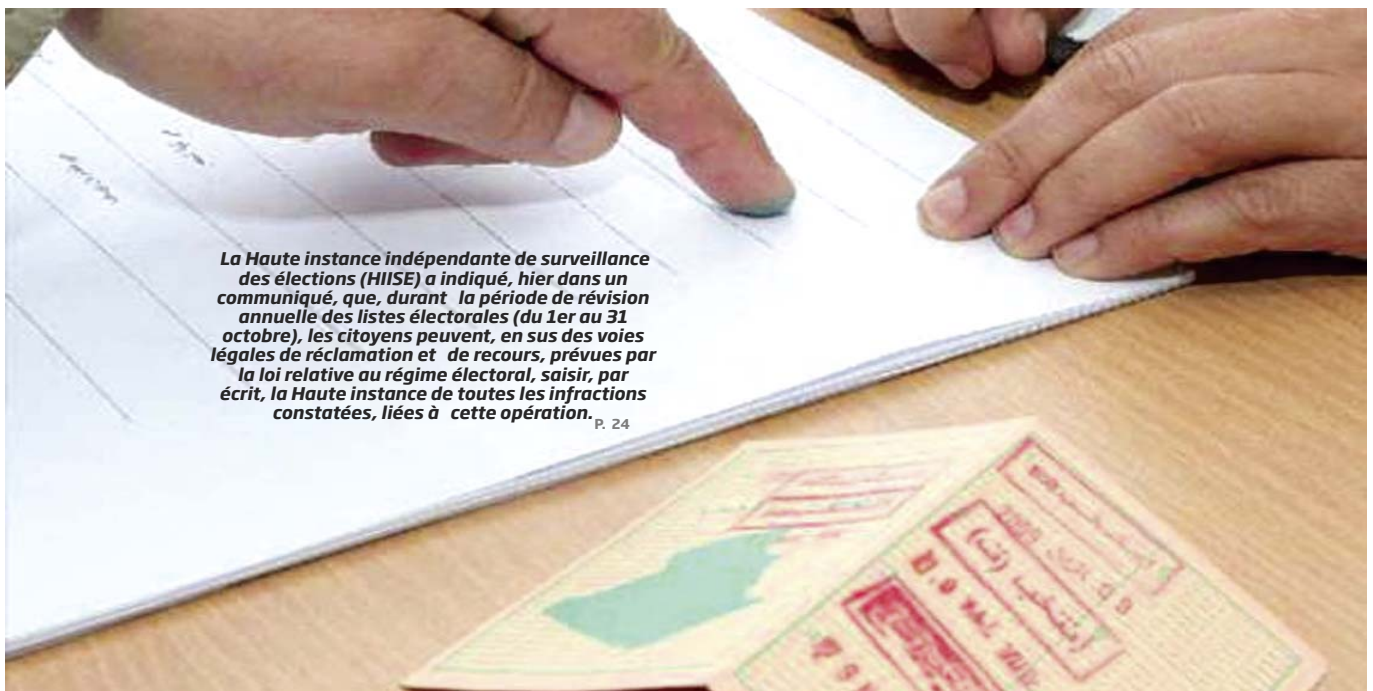 La Haute instance indépendante de surveillance
des élections (HIISE) a indiqué, hier dans un
communiqué, que, durant la période de révision
annuelle des listes électorales (du 1er au 31
octobre), les citoyens peuvent, en sus des voies
légales de réclamation et de recours, prévues par
la loi relative au régime électoral, saisir, par
écrit, la Haute instance de toutes les infractions
constatées, liées à cette opération.
P. 24
إنتخب (ت)